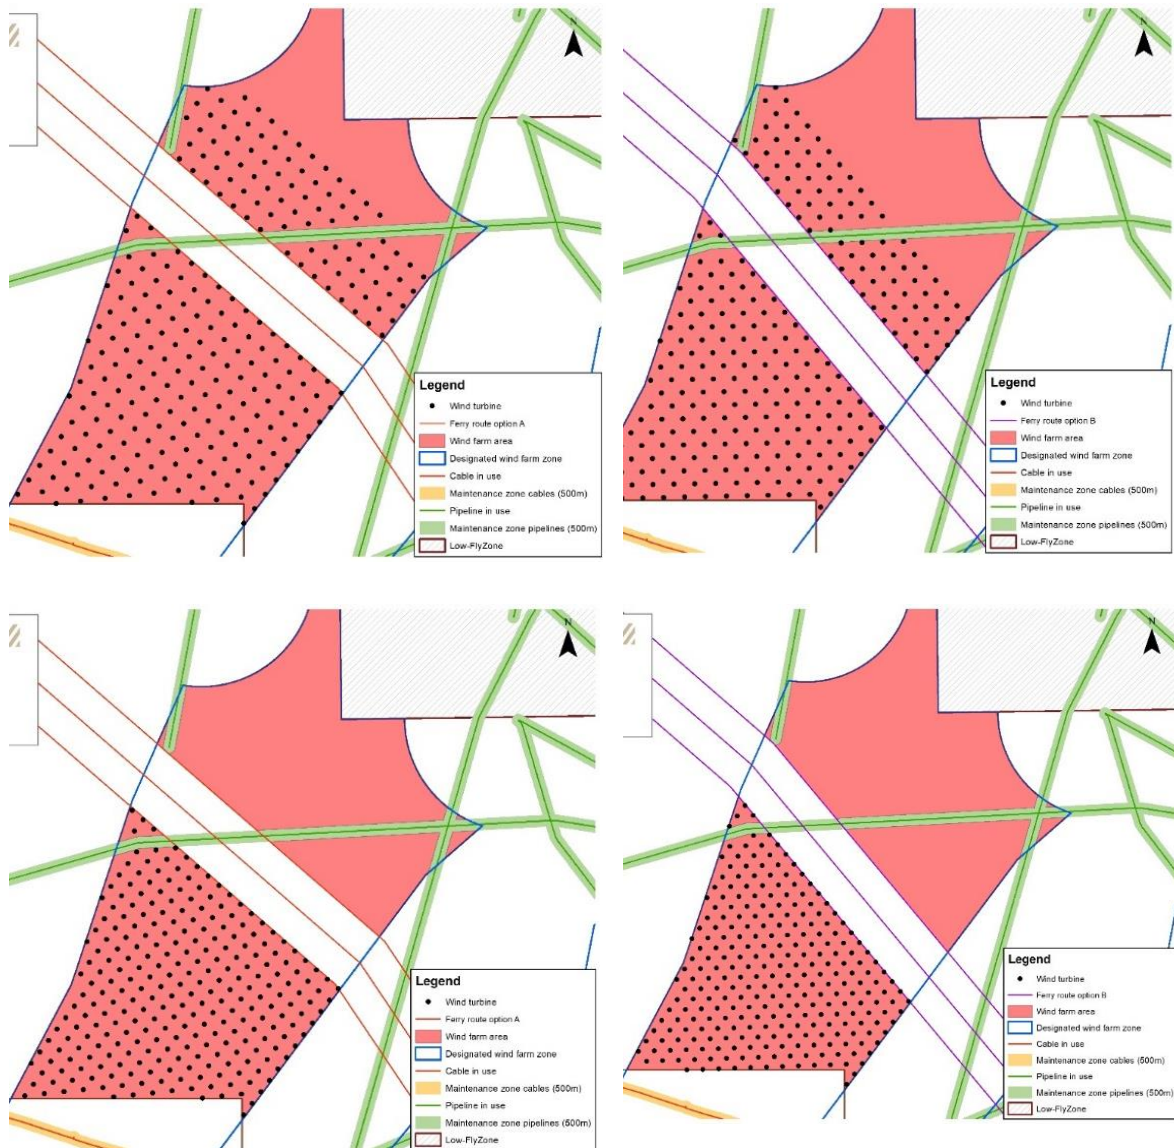 N
N
Legend
Wind turbine
Ferry route option A
Wind farm area
Designated wind farm zone
Cable in use
Maintenance zone cables (500m)
Pipeline in use
Maintenance zone pipelines (500m)
Low-FlyZone
Legend
Wind turbine
Ferry route option B
Wind farm area
Designated wind farm zone
Cable in use
Maintenance zone cables (500m)
Pipeline in use
Maintenance zone pipelines (500m)
Low-FlyZone
N
N
Legend
Wind turbine
Ferry route option A
Wind farm area
Designated wind farm zone
Cable in use
Maintenance zone cables (500m)
Pipeline in use
Maintenance zone pipelines (500m)
Low-FlyZone
Legend
Wind turbine
Ferry route option B
Wind farm area
Designated wind farm zone
Cable in use
Maintenance zone cables (500m)
Pipeline in use
Maintenance zone pipelines (500m)
Low-FlyZone